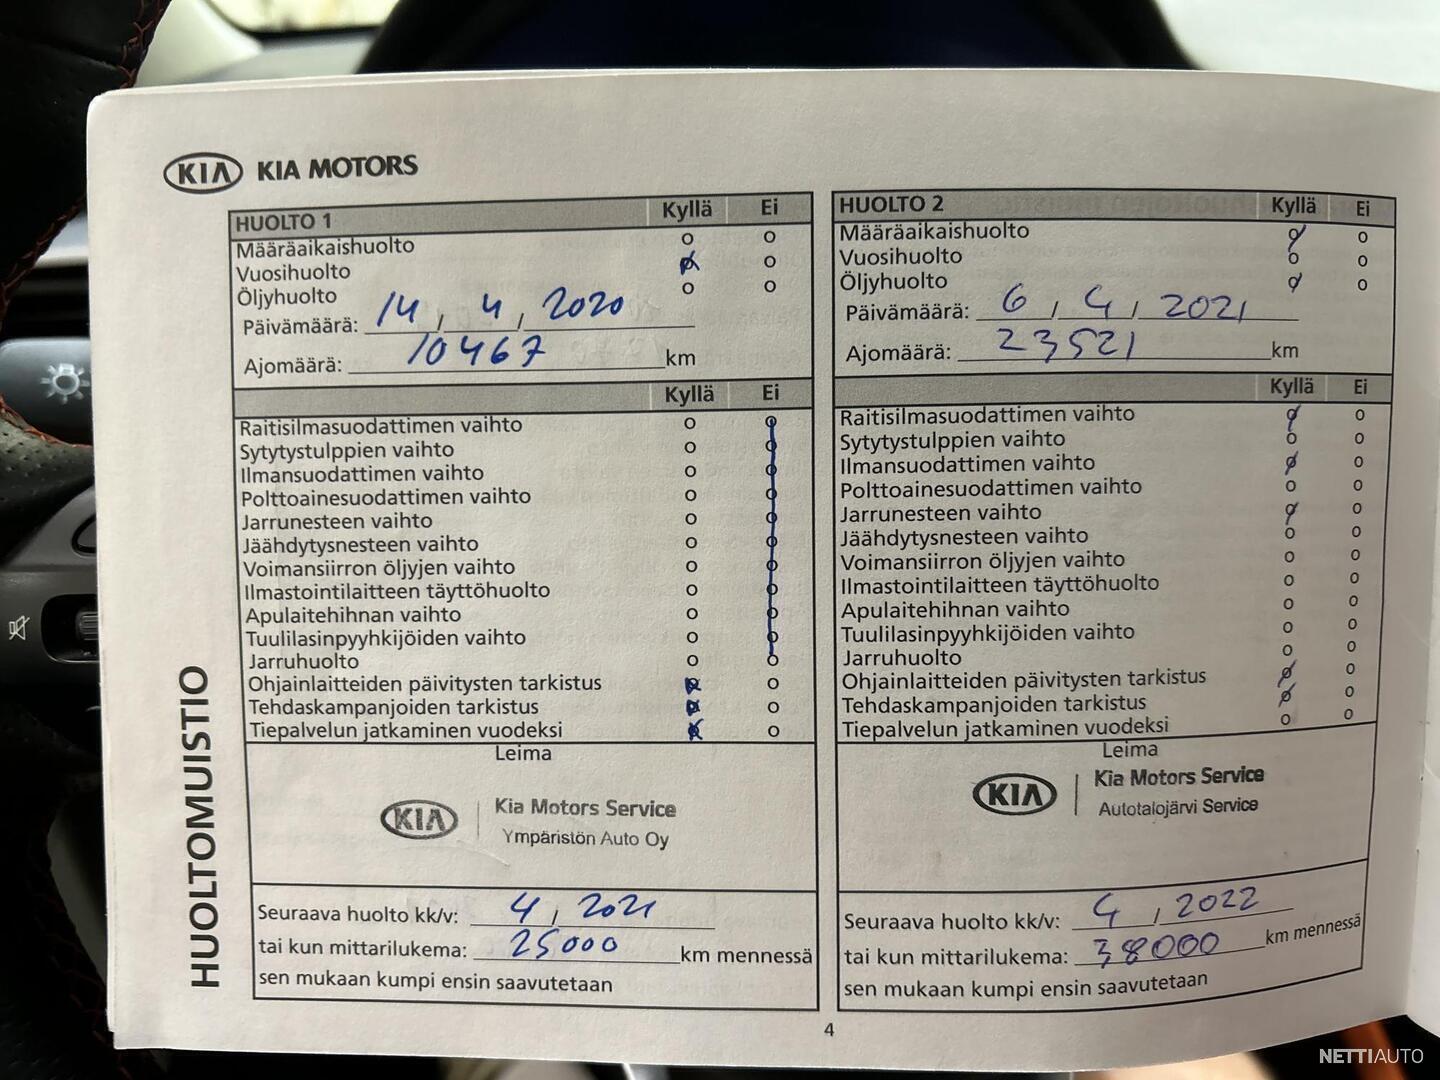 KIA KIA MOTORS
HUOLTOMUISTIO
HUOLTO 1 Kyllä Ei
Määräaikaishuolto o o
Vuosihuolto o o
Öljyhuolto o o
Päivämäärä: 14 / 4 / 2020
Ajomäärä: 10467 km
Kyllä Ei
Raitisilmasuodattimen vaihto o o
Sytytystulppien vaihto o o
Ilmansuodattimen vaihto o o
Polttoainesuodattimen vaihto o o
Jarrunesteen vaihto o o
Jäähdytysnesteen vaihto o o
Voimansiirron öljyjen vaihto o o
Ilmastointilaitteen täyttöhuolto o o
Apulaitehihnan vaihto o o
Tuulilasinpyyhkijöiden vaihto o o
Jarruhuolto o o
Ohjainlaitteiden päivitysten tarkistus o o
Tehdaskampanjoiden tarkistus o o
Tiepalvelun jatkaminen vuodeksi o o
Leima
KIA Kia Motors Service
Ympäristön Auto Oy
Seuraava huolto kk/v: 4 / 2021
tai kun mittarilukema: 25000 km mennessä
sen mukaan kumpi ensin saavutetaan
HUOLTO 2 Kyllä Ei
Määräaikaishuolto o o
Vuosihuolto o o
Öljyhuolto o o
Päivämäärä: 6 / 4 / 2021
Ajomäärä: 23521 km
Kyllä Ei
Raitisilmasuodattimen vaihto o o
Sytytystulppien vaihto o o
Ilmansuodattimen vaihto o o
Polttoainesuodattimen vaihto o o
Jarrunesteen vaihto o o
Jäähdytysnesteen vaihto o o
Voimansiirron öljyjen vaihto o o
Ilmastointilaitteen täyttöhuolto o o
Apulaitehihnan vaihto o o
Tuulilasinpyyhkijöiden vaihto o o
Jarruhuolto o o
Ohjainlaitteiden päivitysten tarkistus o o
Tehdaskampanjoiden tarkistus o o
Tiepalvelun jatkaminen vuodeksi o o
Leima
KIA Kia Motors Service
Autotalojärvi Service
Seuraava huolto kk/v: 4 / 2022
tai kun mittarilukema: 38000 km mennessä
sen mukaan kumpi ensin saavutetaan
4
NETTIAUTO